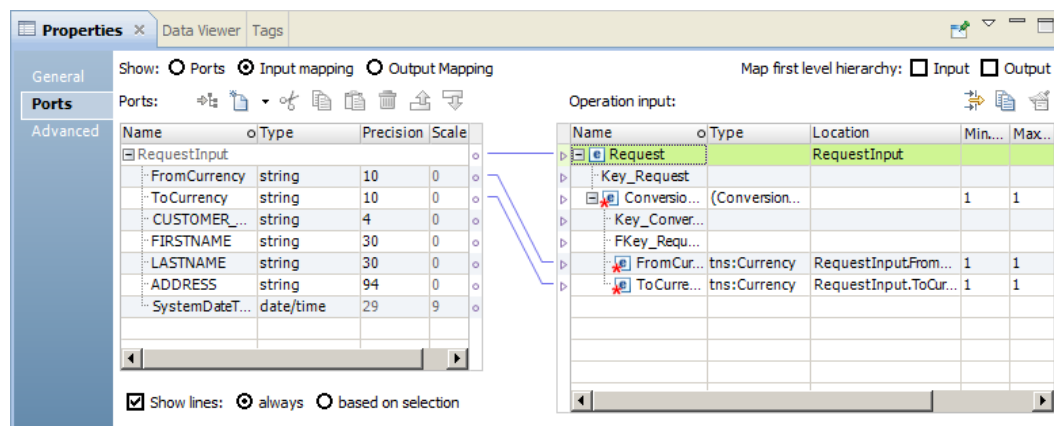 Properties Data Viewer Tags
General
Ports
Advanced
Show: Ports Input mapping Output Mapping
Map first level hierarchy: Input Output
Ports:
Operation input:
Name Type Precision Scale
RequestInput
FromCurrency string 10 0
ToCurrency string 10 0
CUSTOMER_... string 4 0
FIRSTNAME string 30 0
LASTNAME string 30 0
ADDRESS string 94 0
SystemDateT... date/time 29 9
Name Type Location Min.... Max...
Request RequestInput
Key_Request
Conversio... (Conversion... 1 1
Key_Conver...
FKey_Requ...
FromCur... tns:Currency RequestInput.From... 1 1
ToCurre... tns:Currency RequestInput.ToCur... 1 1
Show lines: always based on selection